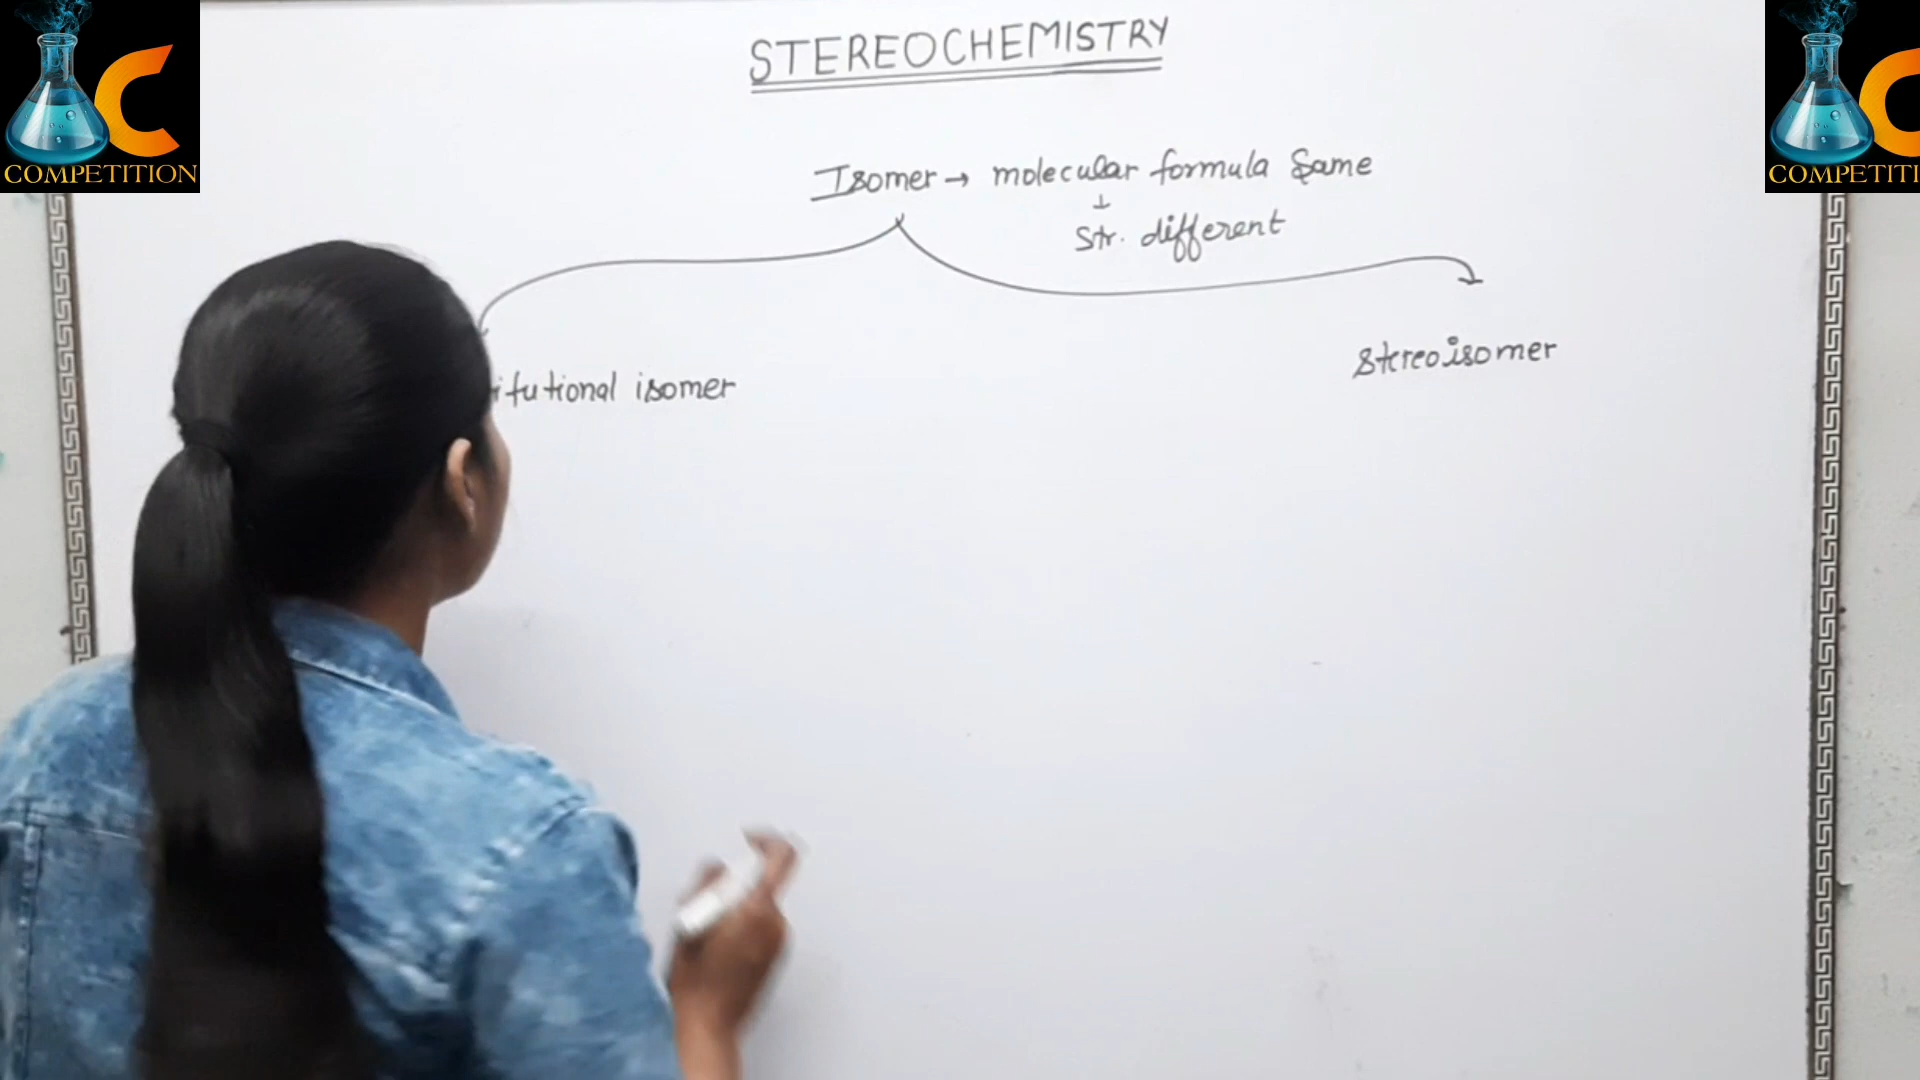 STEREOCHEMISTRY
Isomer → molecular formula Same
↓
Str. different
itutional isomer
Stereoisomer
C
COMPETITION
C
COMPETITI